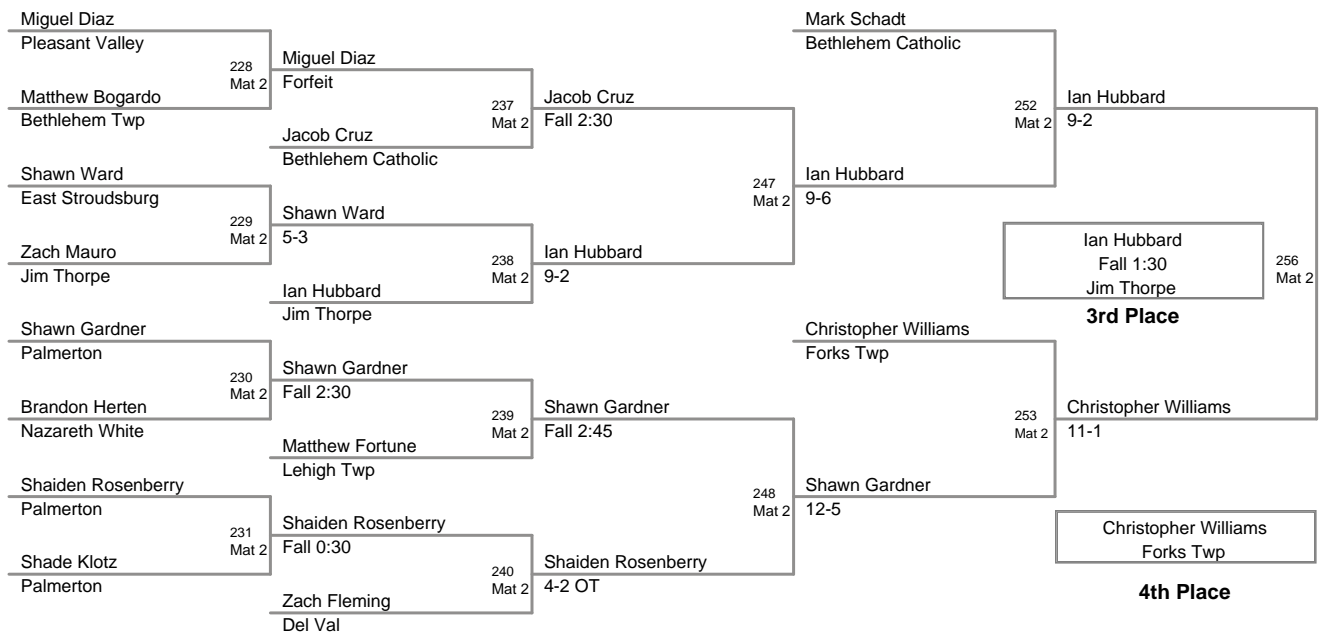 Miguel Diaz
Pleasant Valley
228
Mat 2
Matthew Bogardo
Bethlehem Twp
Shawn Ward
East Stroudsburg
229
Mat 2
Zach Mauro
Jim Thorpe
Shawn Gardner
Palmerton
230
Mat 2
Brandon Herten
Nazareth White
Shaiden Rosenberry
Palmerton
231
Mat 2
Shade Klotz
Palmerton
Miguel Diaz
Forfeit
237
Mat 2
Jacob Cruz
Bethlehem Catholic
Shawn Ward
5-3
238
Mat 2
Ian Hubbard
Jim Thorpe
Shawn Gardner
Fall 2:30
239
Mat 2
Matthew Fortune
Lehigh Twp
Shaiden Rosenberry
Fall 0:30
240
Mat 2
Zach Fleming
Del Val
Jacob Cruz
Fall 2:30
247
Mat 2
Ian Hubbard
9-2
Shawn Gardner
Fall 2:45
248
Mat 2
Shaiden Rosenberry
4-2 OT
Mark Schadt
Bethlehem Catholic
252
Mat 2
Ian Hubbard
9-6
Christopher Williams
Forks Twp
253
Mat 2
Shawn Gardner
12-5
Ian Hubbard
9-2
256
Mat 2
Christopher Williams
11-1
Ian Hubbard
Fall 1:30
Jim Thorpe
3rd Place
Christopher Williams
Forks Twp
4th Place